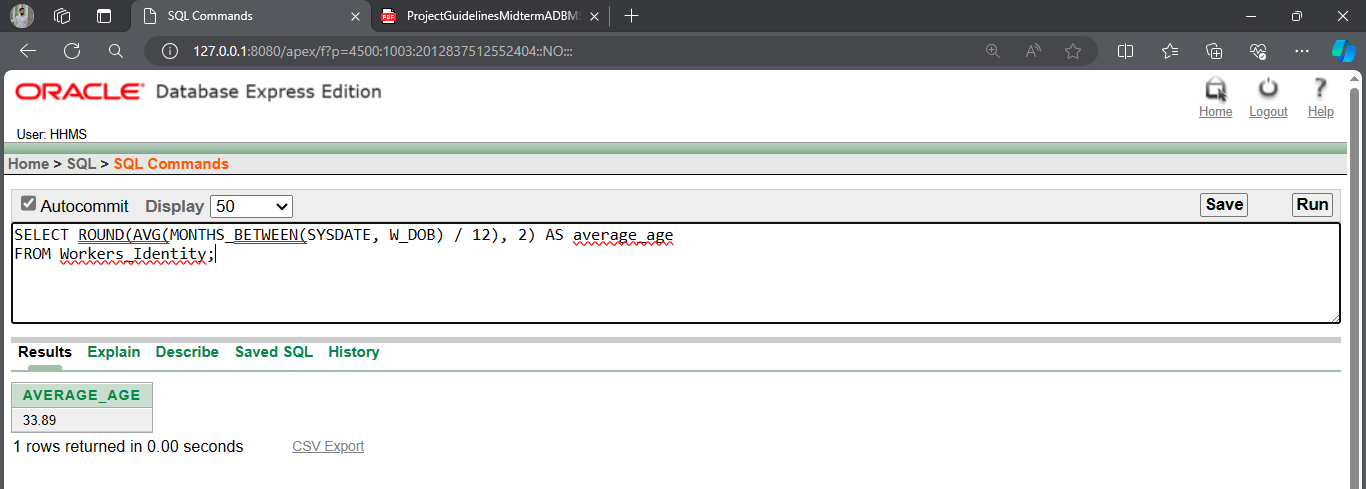 SQL Commands
ProjectGuidelinesMidtermADBMS
127.0.0.1:8080/apex/f?p=4500:1003:2012837512552404::NO:::
ORACLE Database Express Edition
Home Logout Help
User: HHMS
Home > SQL > SQL Commands
Autocommit Display 50 Save Run
SELECT ROUND(AVG(MONTHS_BETWEEN(SYSDATE, W_DOB) / 12), 2) AS average_age
FROM Workers_Identity;
Results Explain Describe Saved SQL History
AVERAGE_AGE
33.89
1 rows returned in 0.00 seconds CSV Export